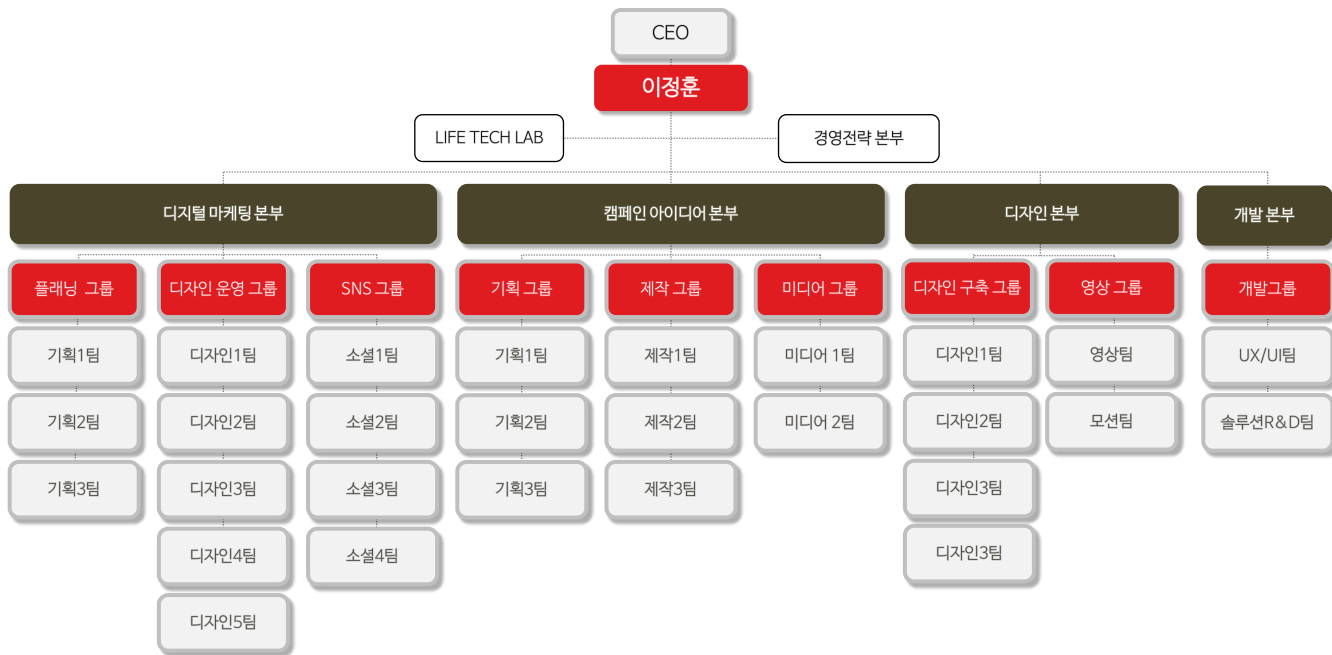 CEO
이정훈
LIFE TECH LAB
경영전략 본부
디지털 마케팅 본부
캠페인 아이디어 본부
디자인 본부
개발 본부
플래닝 그룹
디자인 운영 그룹
SNS 그룹
기획 그룹
제작 그룹
미디어 그룹
디자인 구축 그룹
영상 그룹
개발그룹
기획1팀
디자인1팀
소셜1팀
기획1팀
제작1팀
미디어 1팀
디자인1팀
영상팀
UX/UI팀
기획2팀
디자인2팀
소셜2팀
기획2팀
제작2팀
미디어 2팀
디자인2팀
모션팀
솔루션R&D팀
기획3팀
디자인3팀
소셜3팀
기획3팀
제작3팀
디자인3팀
디자인4팀
소셜4팀
디자인3팀
디자인5팀